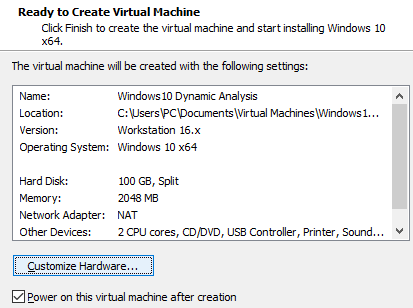 Ready to Create Virtual Machine
Click Finish to create the virtual machine and start installing Windows 10
x64.
The virtual machine will be created with the following settings:
Name: Windows10 Dynamic Analysis
Location: C:\Users\PC\Documents\Virtual Machines\Windows1...
Version: Workstation 16.x
Operating System: Windows 10 x64
Hard Disk: 100 GB, Split
Memory: 2048 MB
Network Adapter: NAT
Other Devices: 2 CPU cores, CD/DVD, USB Controller, Printer, Sound...
Customize Hardware...
Power on this virtual machine after creation